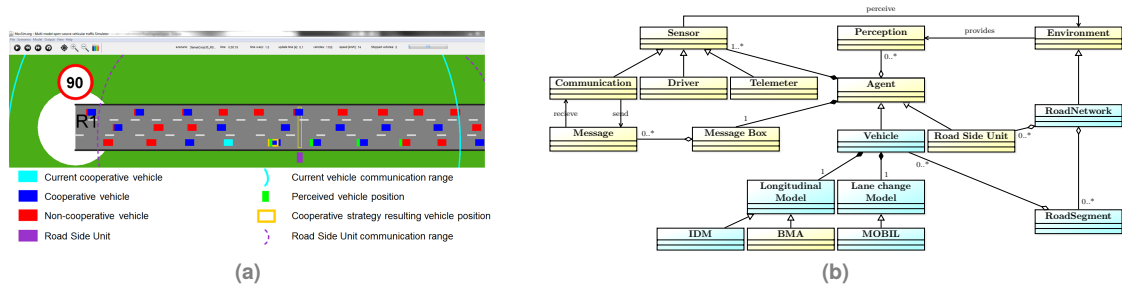 90
R1
Current cooperative vehicle
Current vehicle communication range
Cooperative vehicle
Perceived vehicle position
Non-cooperative vehicle
Cooperative strategy resulting vehicle position
Road Side Unit
Road Side Unit communication range
(a)
perceive
Sensor
Perception
provides
Environment
1..*
0..*
Communication
Driver
Telemeter
Agent
recieve
send
RoadNetwork
1
Message
0..*
Message Box
Vehicle
Road Side Unit
0..*
0..*
1
1
Longitudinal
Model
Lane change
Model
0..*
RoadSegment
IDM
BMA
MOBIL
(b)